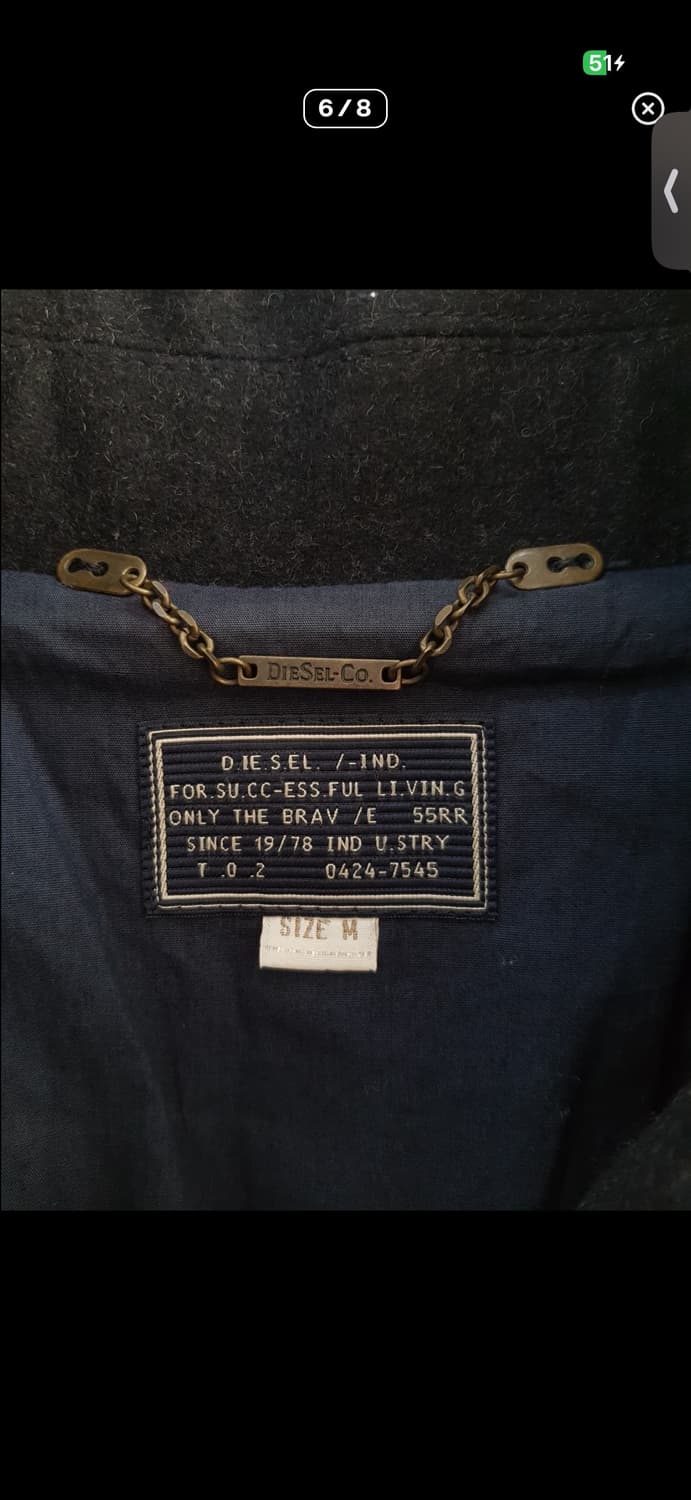 51
6/8
DIESEL-CO.
D.IE.S.EL. /-IND.
FOR.SU.CC-ESS.FUL LI.VIN.G
ONLY THE BRAV /E 55RR
SINCE 19/78 IND U.STRY
T .0 .2 0424-7545
SIZE M